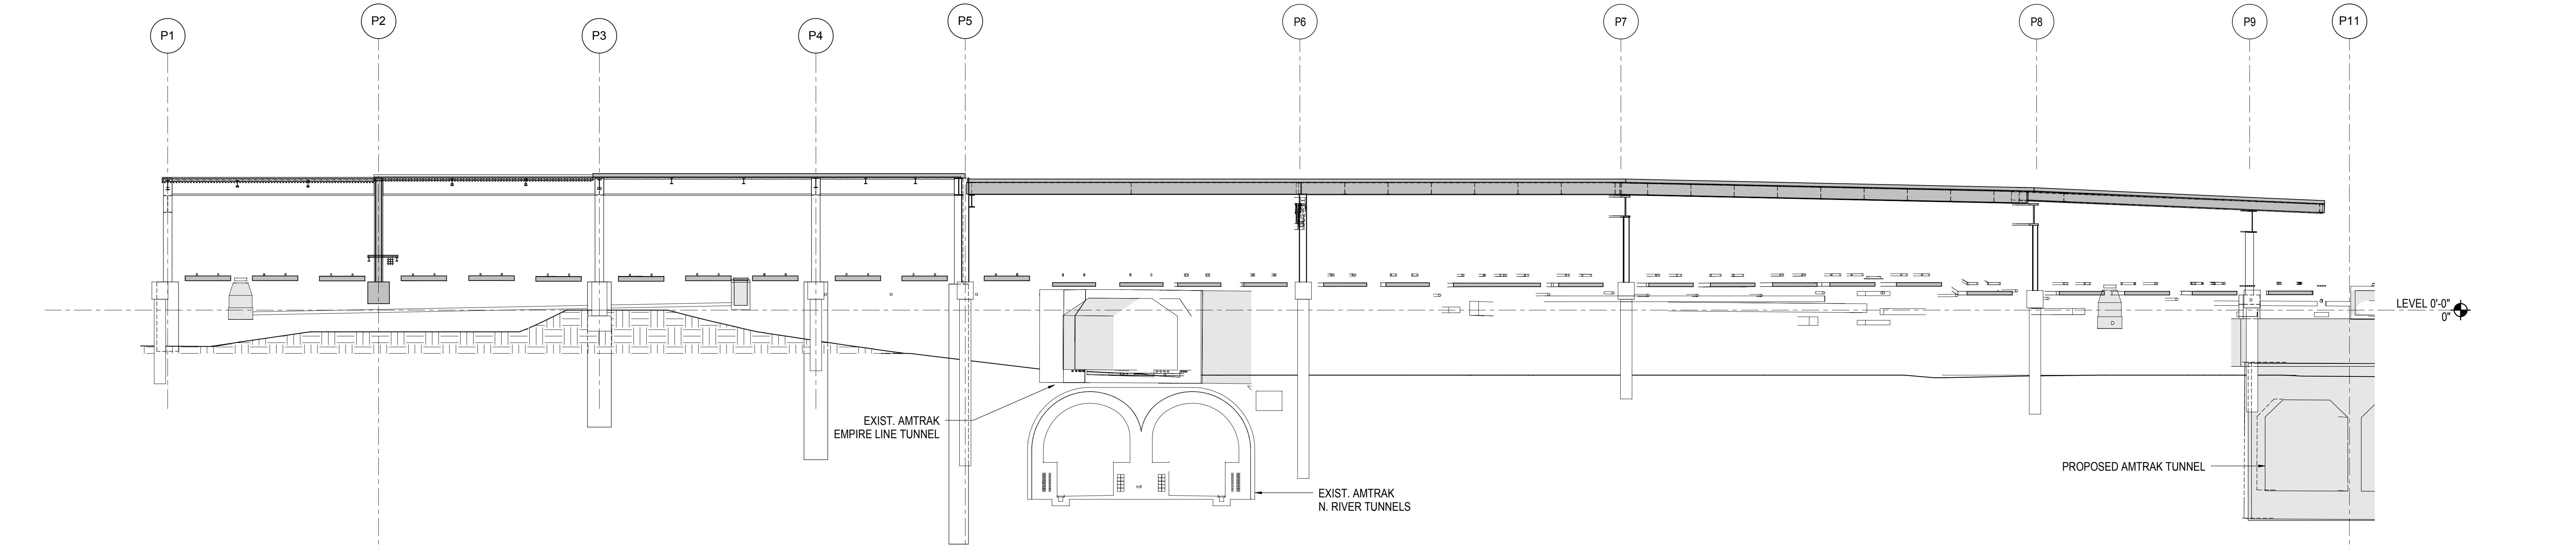 P1
P2
P3
P4
P5
P6
P7
P8
P9
P11
LEVEL 0'-0"
0"
EXIST. AMTRAK
EMPIRE LINE TUNNEL
EXIST. AMTRAK
N. RIVER TUNNELS
PROPOSED AMTRAK TUNNEL